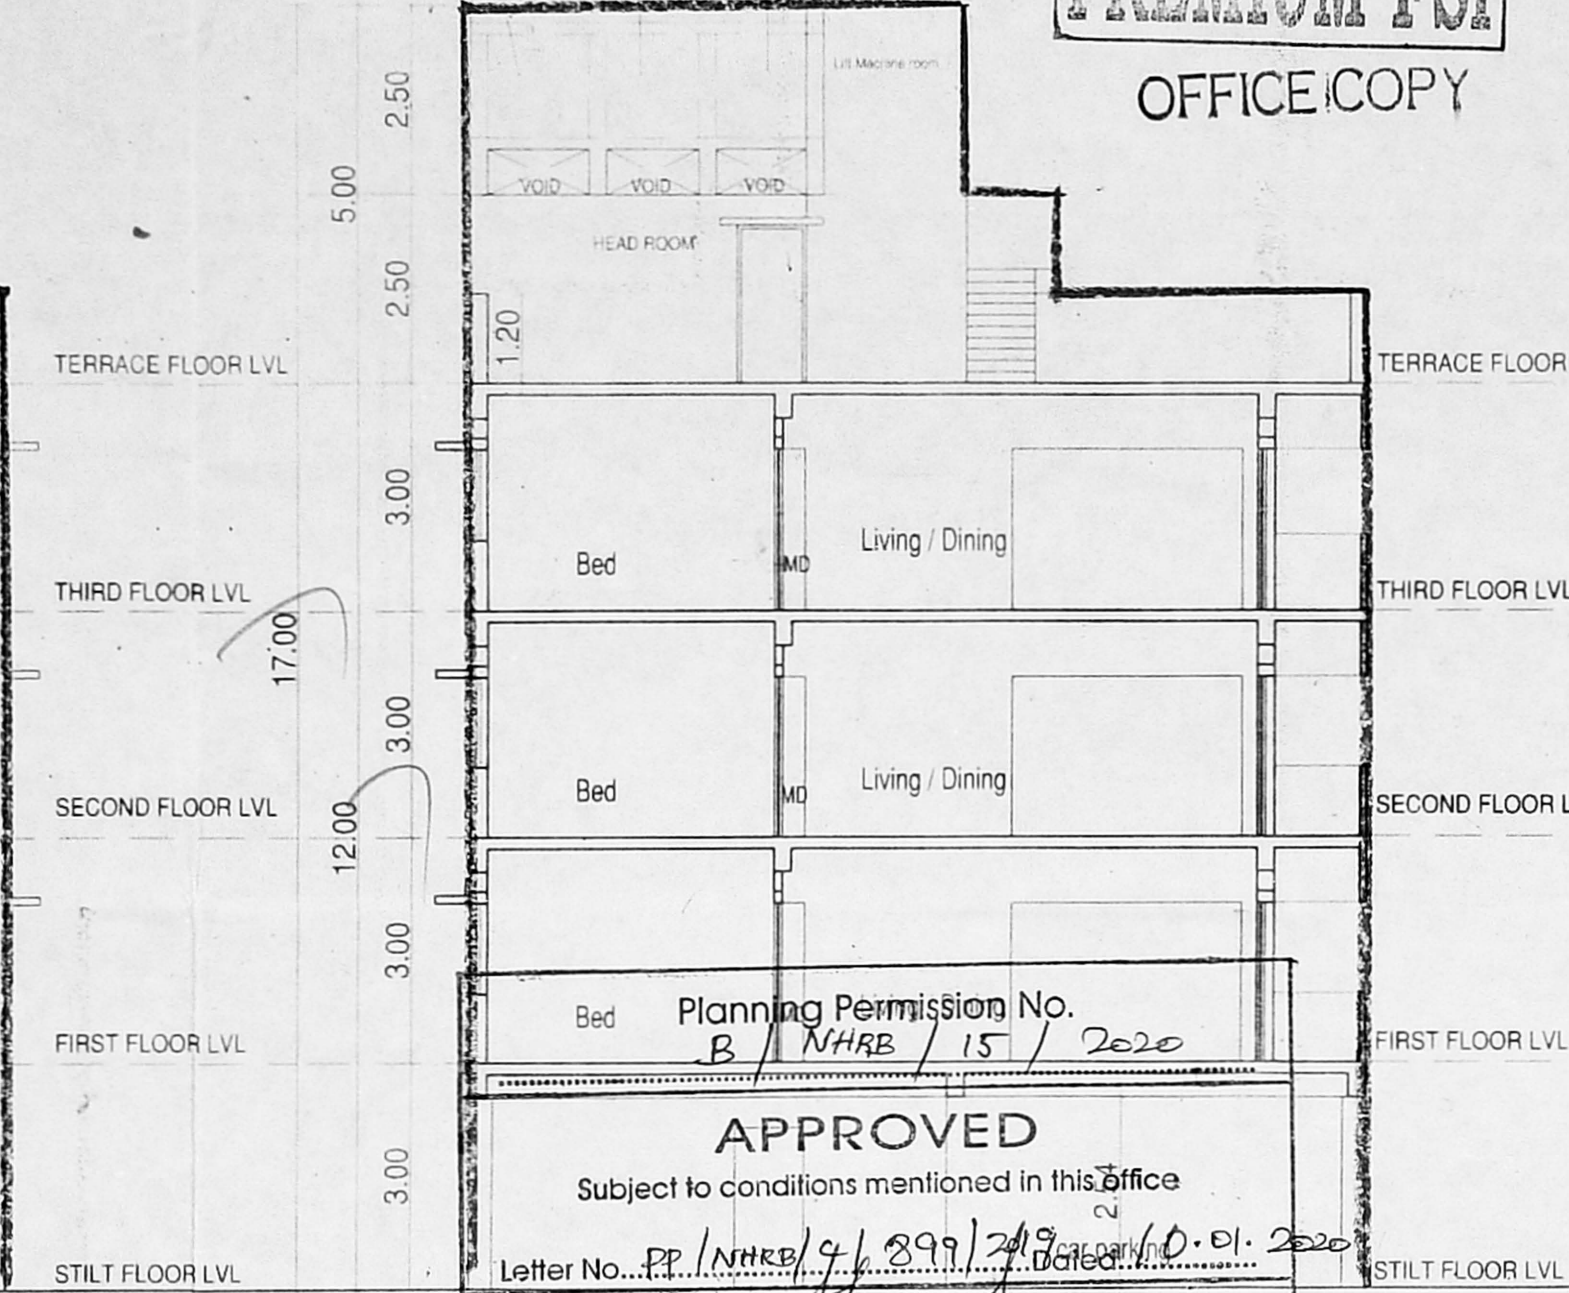 PREMIUM FSI
OFFICE COPY
2.50
Lift Machine room
5.00
VOID VOID VOID
HEAD ROOM
2.50
1.20
TERRACE FLOOR LVL
TERRACE FLOOR
3.00
Bed
MD
Living / Dining
THIRD FLOOR LVL
THIRD FLOOR LVL
17.00
3.00
Bed
MD
Living / Dining
SECOND FLOOR LVL
SECOND FLOOR L
12.00
3.00
Bed
Planning Permission No.
B / NHRB / 15 / 2020
FIRST FLOOR LVL
FIRST FLOOR LVL
APPROVED
Subject to conditions mentioned in this office
3.00
car parking
Letter No. PP / NHRB / 899 / 2019 Dated 10.01.2020
STILT FLOOR LVL
STILT FLOOR LVL